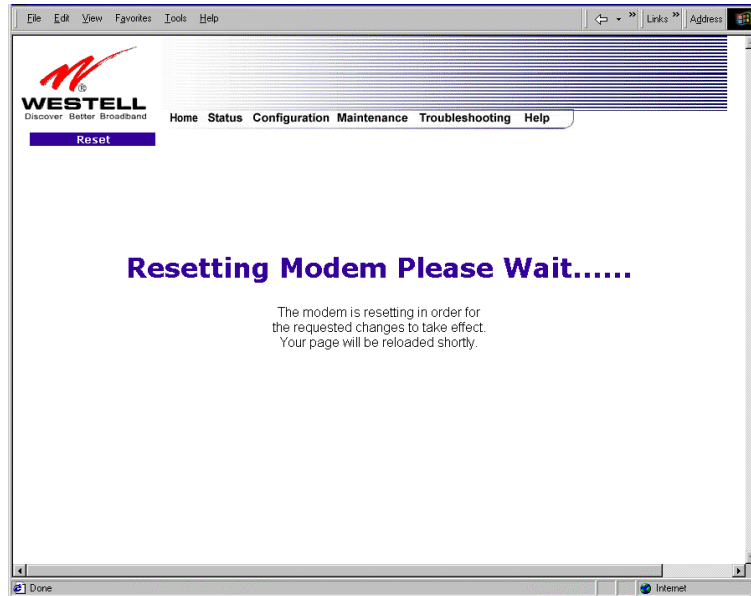 File Edit View Favorites Tools Help » Links » Address
®
WESTELL
Discover Better Broadband
Home Status Configuration Maintenance Troubleshooting Help
Reset
Resetting Modem Please Wait......
The modem is resetting in order for
the requested changes to take effect.
Your page will be reloaded shortly.
Done Internet